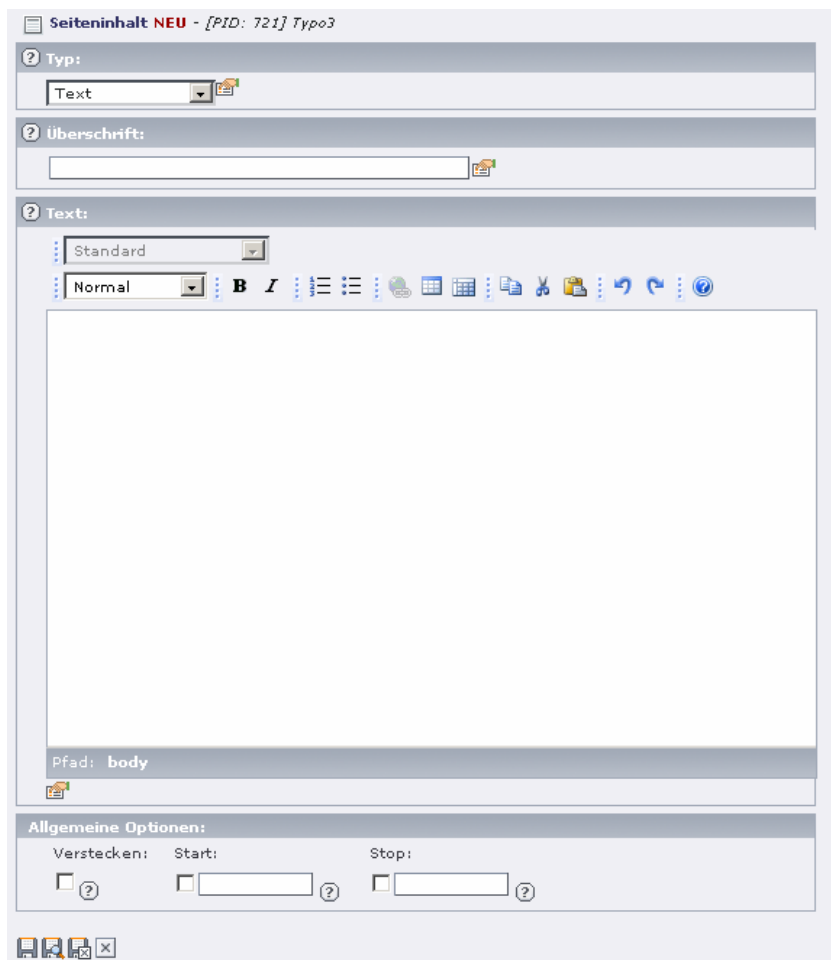 Seiteninhalt NEU - [PID: 721] Typo3
Typ:
Text
Überschrift:
Text:
Standard
Normal B I
Pfad: body
Allgemeine Optionen:
Verstecken: Start: Stop: